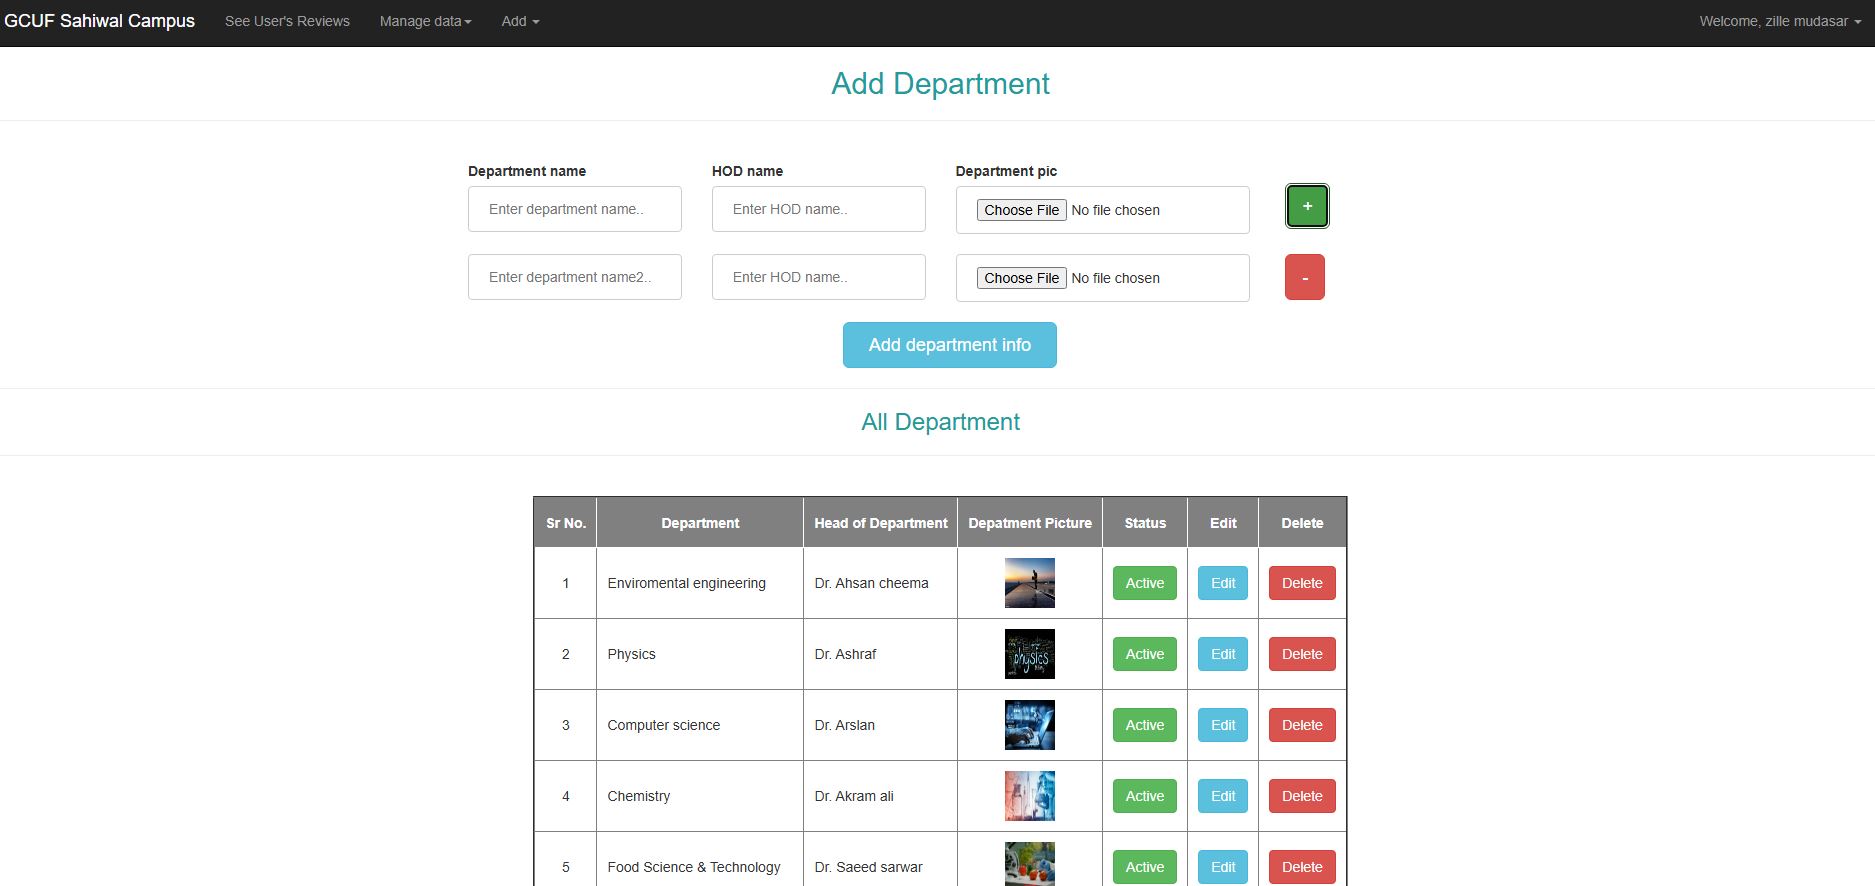 GCUF Sahiwal Campus See User's Reviews Manage data Add Welcome, zille mudasar
Add Department
Department name HOD name Department pic
Enter department name.. Enter HOD name.. Choose File No file chosen +
Enter department name2.. Enter HOD name.. Choose File No file chosen -
Add department info
All Department
Sr No. Department Head of Department Depatment Picture Status Edit Delete
1 Enviromental engineering Dr. Ahsan cheema Active Edit Delete
2 Physics Dr. Ashraf physics Active Edit Delete
3 Computer science Dr. Arslan Active Edit Delete
4 Chemistry Dr. Akram ali Active Edit Delete
5 Food Science & Technology Dr. Saeed sarwar Active Edit Delete